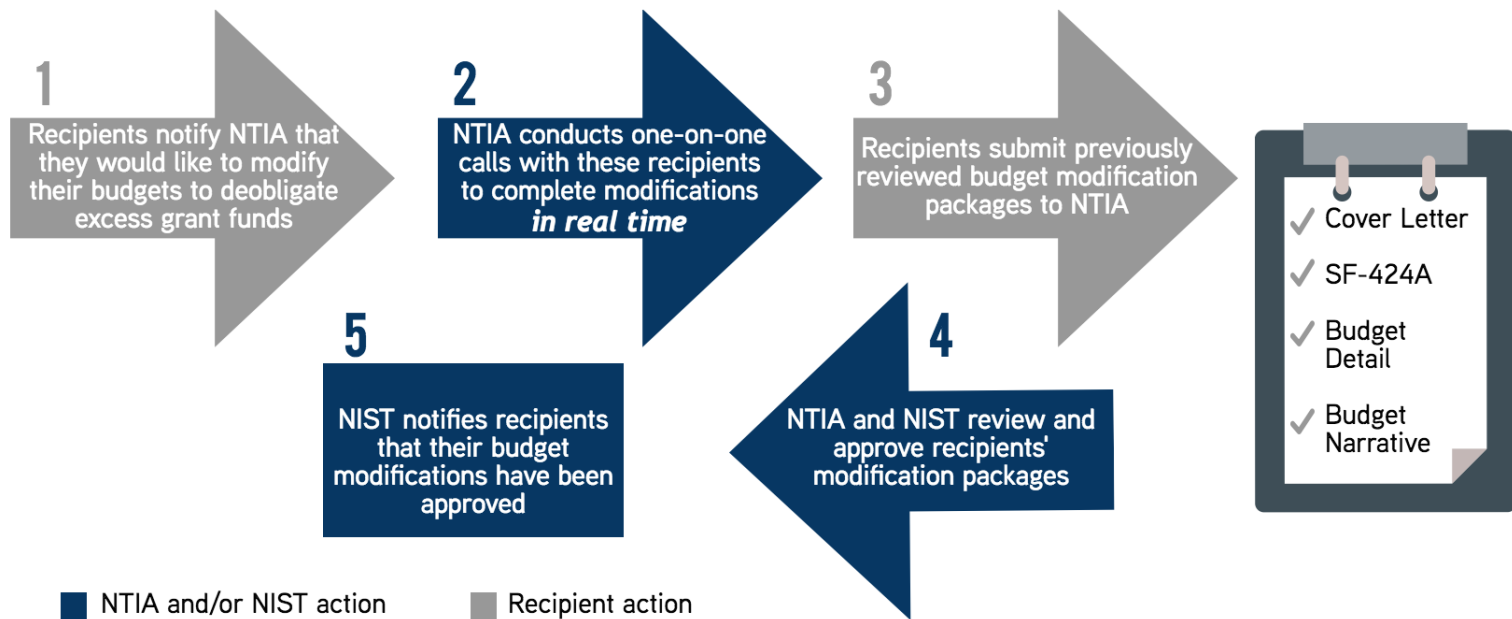 1
Recipients notify NTIA that
they would like to modify
their budgets to deobligate
excess grant funds
2
NTIA conducts one-on-one
calls with these recipients
to complete modifications
in real time
3
Recipients submit previously
reviewed budget modification
packages to NTIA
Cover Letter
SF-424A
Budget
Detail
Budget
Narrative
4
NTIA and NIST review and
approve recipients'
modification packages
5
NIST notifies recipients
that their budget
modifications have been
approved
NTIA and/or NIST action
Recipient action